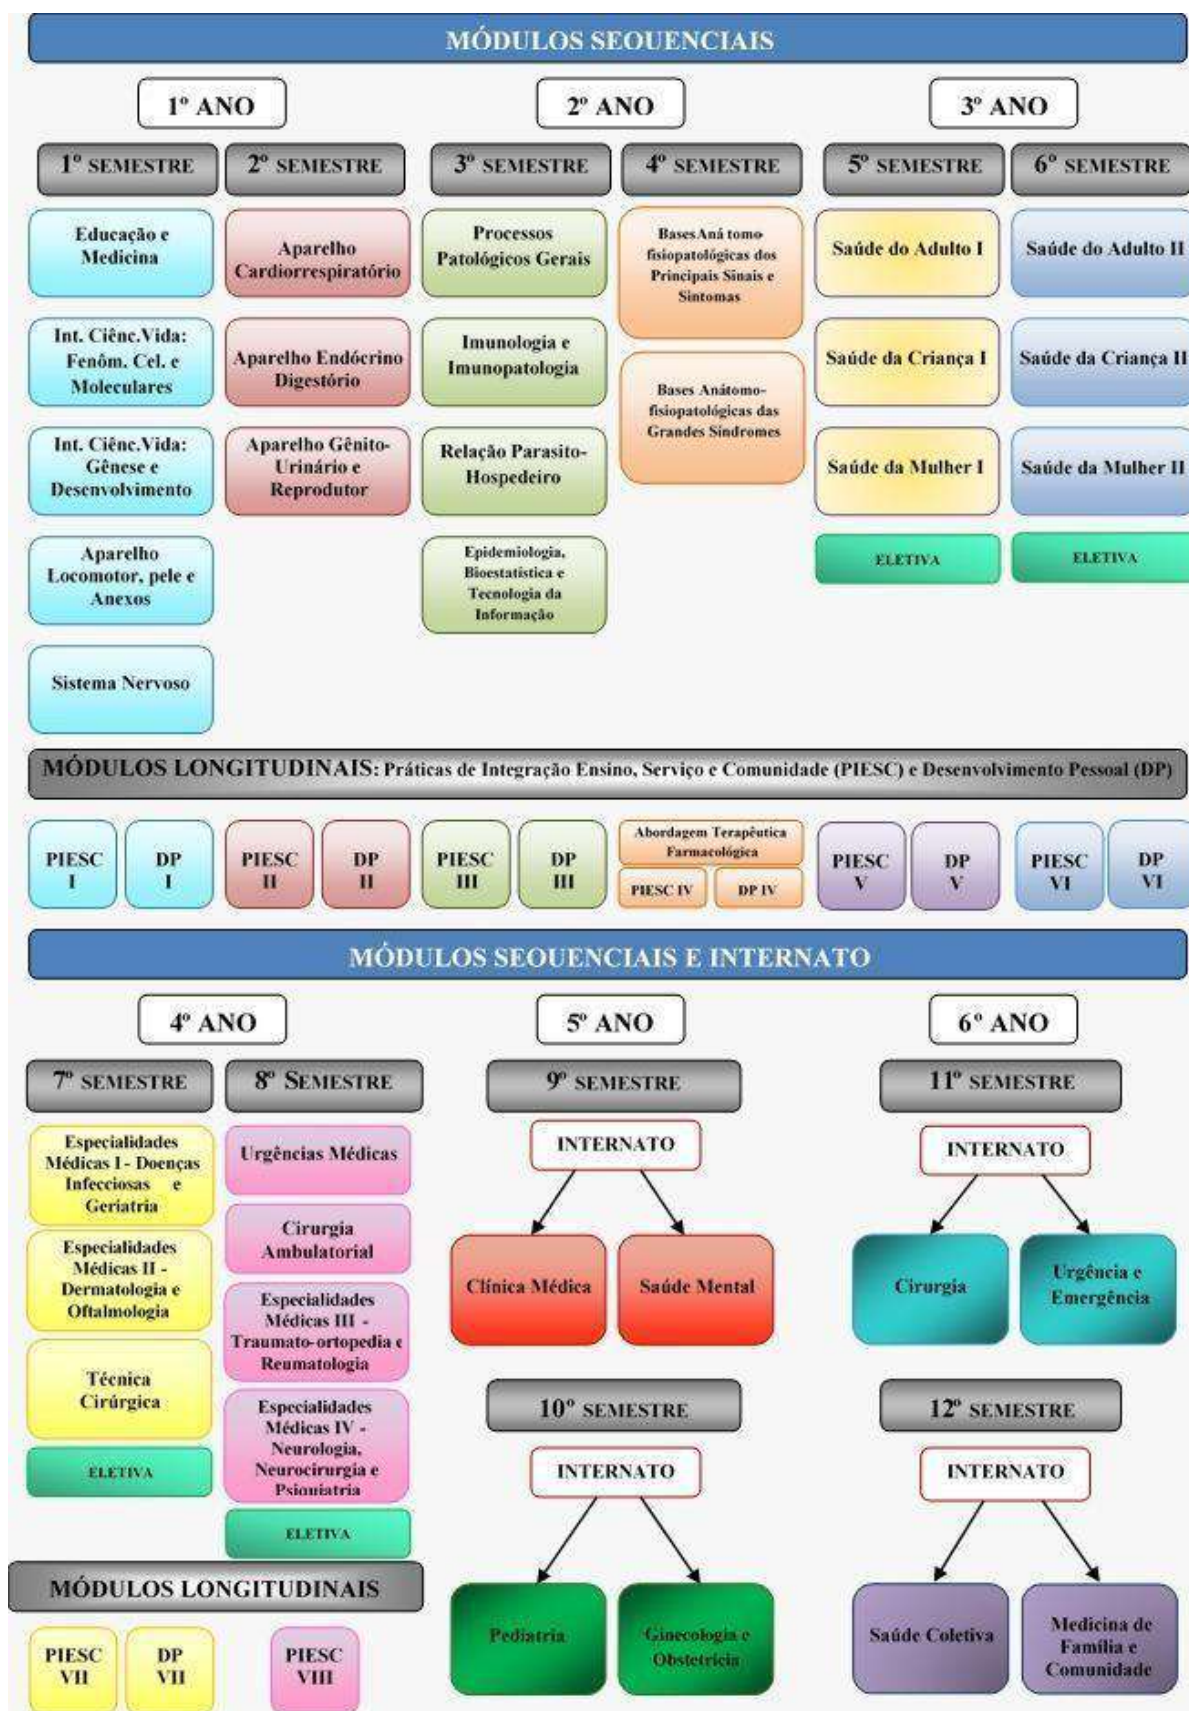 MÓDULOS SEQUENCIAIS
1º ANO
2º ANO
3º ANO
1º SEMESTRE
2º SEMESTRE
3º SEMESTRE
4º SEMESTRE
5º SEMESTRE
6º SEMESTRE
Educação e
Medicina
Int. Ciênc.Vida:
Fenôm. Cel. e
Moleculares
Int. Ciênc.Vida:
Gênese e
Desenvolvimento
Aparelho
Locomotor, pele e
Anexos
Sistema Nervoso
Aparelho
Cardiorrespiratório
Aparelho Endócrino
Digestório
Aparelho Gênito-
Urinário e
Reprodutor
Processos
Patológicos Gerais
Imunologia e
Imunopatologia
Relação Parasito-
Hospedeiro
Epidemiologia,
Bioestatística e
Tecnologia da
Informação
Bases Aná tomo
fisiopatológicas dos
Principais Sinais e
Sintomas
Bases Anátomo-
fisiopatológicas das
Grandes Síndromes
Saúde do Adulto I
Saúde da Criança I
Saúde da Mulher I
ELETIVA
Saúde do Adulto II
Saúde da Criança II
Saúde da Mulher II
ELETIVA
MÓDULOS LONGITUDINAIS: Práticas de Integração Ensino, Serviço e Comunidade (PIESC) e Desenvolvimento Pessoal (DP)
PIESC
I
DP
I
PIESC
II
DP
II
PIESC
III
DP
III
Abordagem Terapêutica
Farmacológica
PIESC IV
DP IV
PIESC
V
DP
V
PIESC
VI
DP
VI
MÓDULOS SEQUENCIAIS E INTERNATO
4º ANO
5º ANO
6º ANO
7º SEMESTRE
8º SEMESTRE
9º SEMESTRE
11º SEMESTRE
Especialidades
Médicas I - Doenças
Infecciosas e
Geriatria
Especialidades
Médicas II -
Dermatologia e
Oftalmologia
Técnica
Cirúrgica
ELETIVA
Urgências Médicas
Cirurgia
Ambulatorial
Especialidades
Médicas III -
Traumato-ortopedia e
Reumatologia
Especialidades
Médicas IV -
Neurologia,
Neurocirurgia e
Psiquiatria
ELETIVA
INTERNATO
Clínica Médica
Saúde Mental
INTERNATO
Cirurgia
Urgência e
Emergência
10º SEMESTRE
INTERNATO
Pediatria
Ginecologia e
Obstetrícia
12º SEMESTRE
INTERNATO
Saúde Coletiva
Medicina de
Família e
Comunidade
MÓDULOS LONGITUDINAIS
PIESC
VII
DP
VII
PIESC
VIII